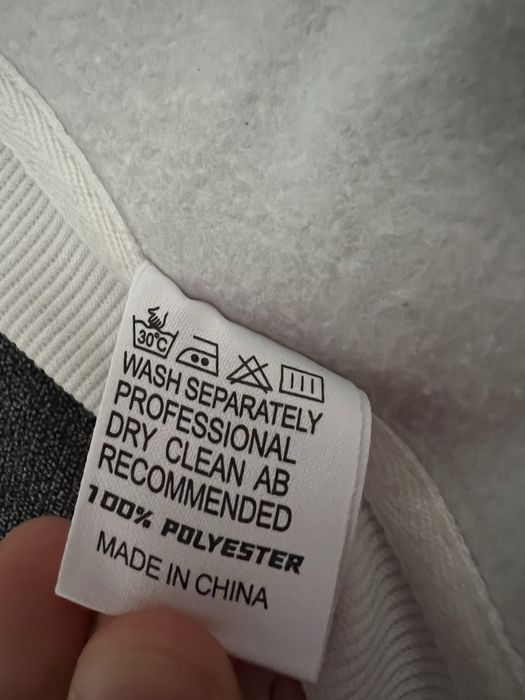 30°C
WASH SEPARATELY
PROFESSIONAL
DRY CLEAN AB
RECOMMENDED
100% POLYESTER
MADE IN CHINA